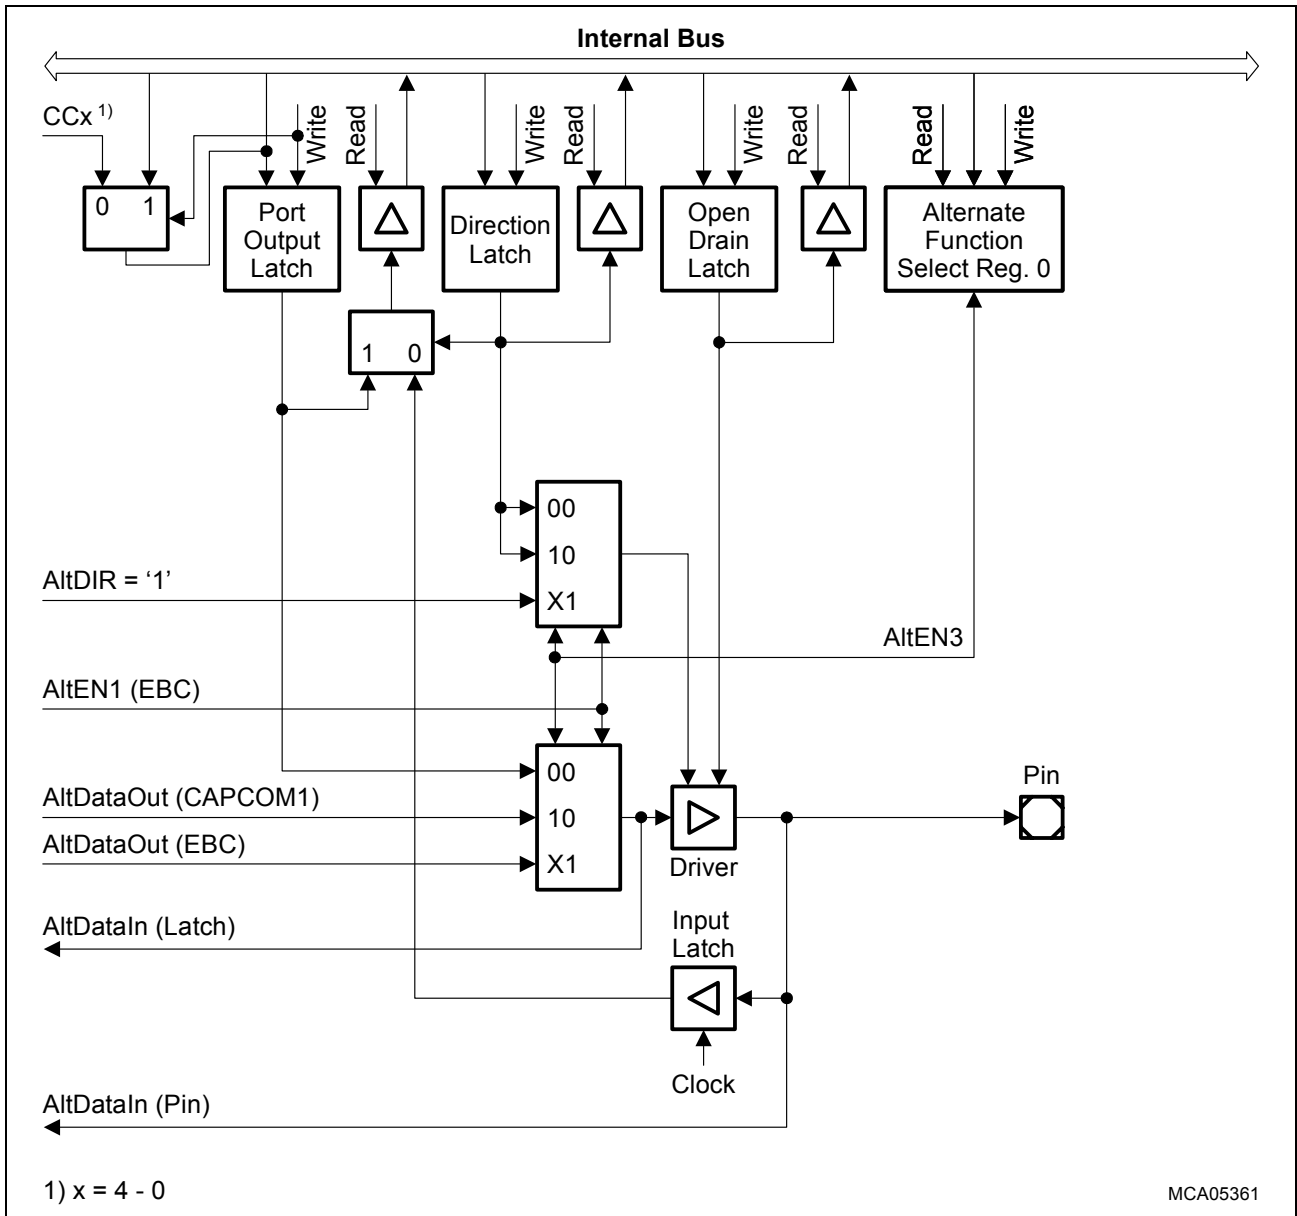 Internal Bus
CCx 1)
Write
Read
Write
Read
Write
Read
Read
Write
0 1
Port
Output
Latch
Direction
Latch
Open
Drain
Latch
Alternate
Function
Select Reg. 0
1 0
00
10
X1
AltDIR = ‘1’
AltEN3
AltEN1 (EBC)
00
10
X1
AltDataOut (CAPCOM1)
AltDataOut (EBC)
Pin
Driver
AltDataIn (Latch)
Input
Latch
Clock
AltDataIn (Pin)
1) x = 4 - 0
MCA05361